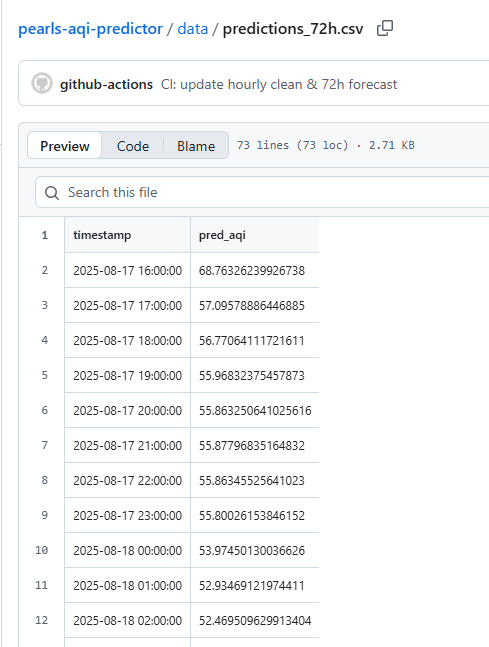 pearls-aqi-predictor / data / predictions_72h.csv
github-actions CI: update hourly clean & 72h forecast
Preview Code Blame 73 lines (73 loc) · 2.71 KB
Search this file
1 timestamp pred_aqi
2 2025-08-17 16:00:00 68.76326239926738
3 2025-08-17 17:00:00 57.09578886446885
4 2025-08-17 18:00:00 56.77064111721611
5 2025-08-17 19:00:00 55.96832375457873
6 2025-08-17 20:00:00 55.863250641025616
7 2025-08-17 21:00:00 55.87796835164832
8 2025-08-17 22:00:00 55.86345525641023
9 2025-08-17 23:00:00 55.80026153846152
10 2025-08-18 00:00:00 53.97450130036626
11 2025-08-18 01:00:00 52.93469121974411
12 2025-08-18 02:00:00 52.469509629913404